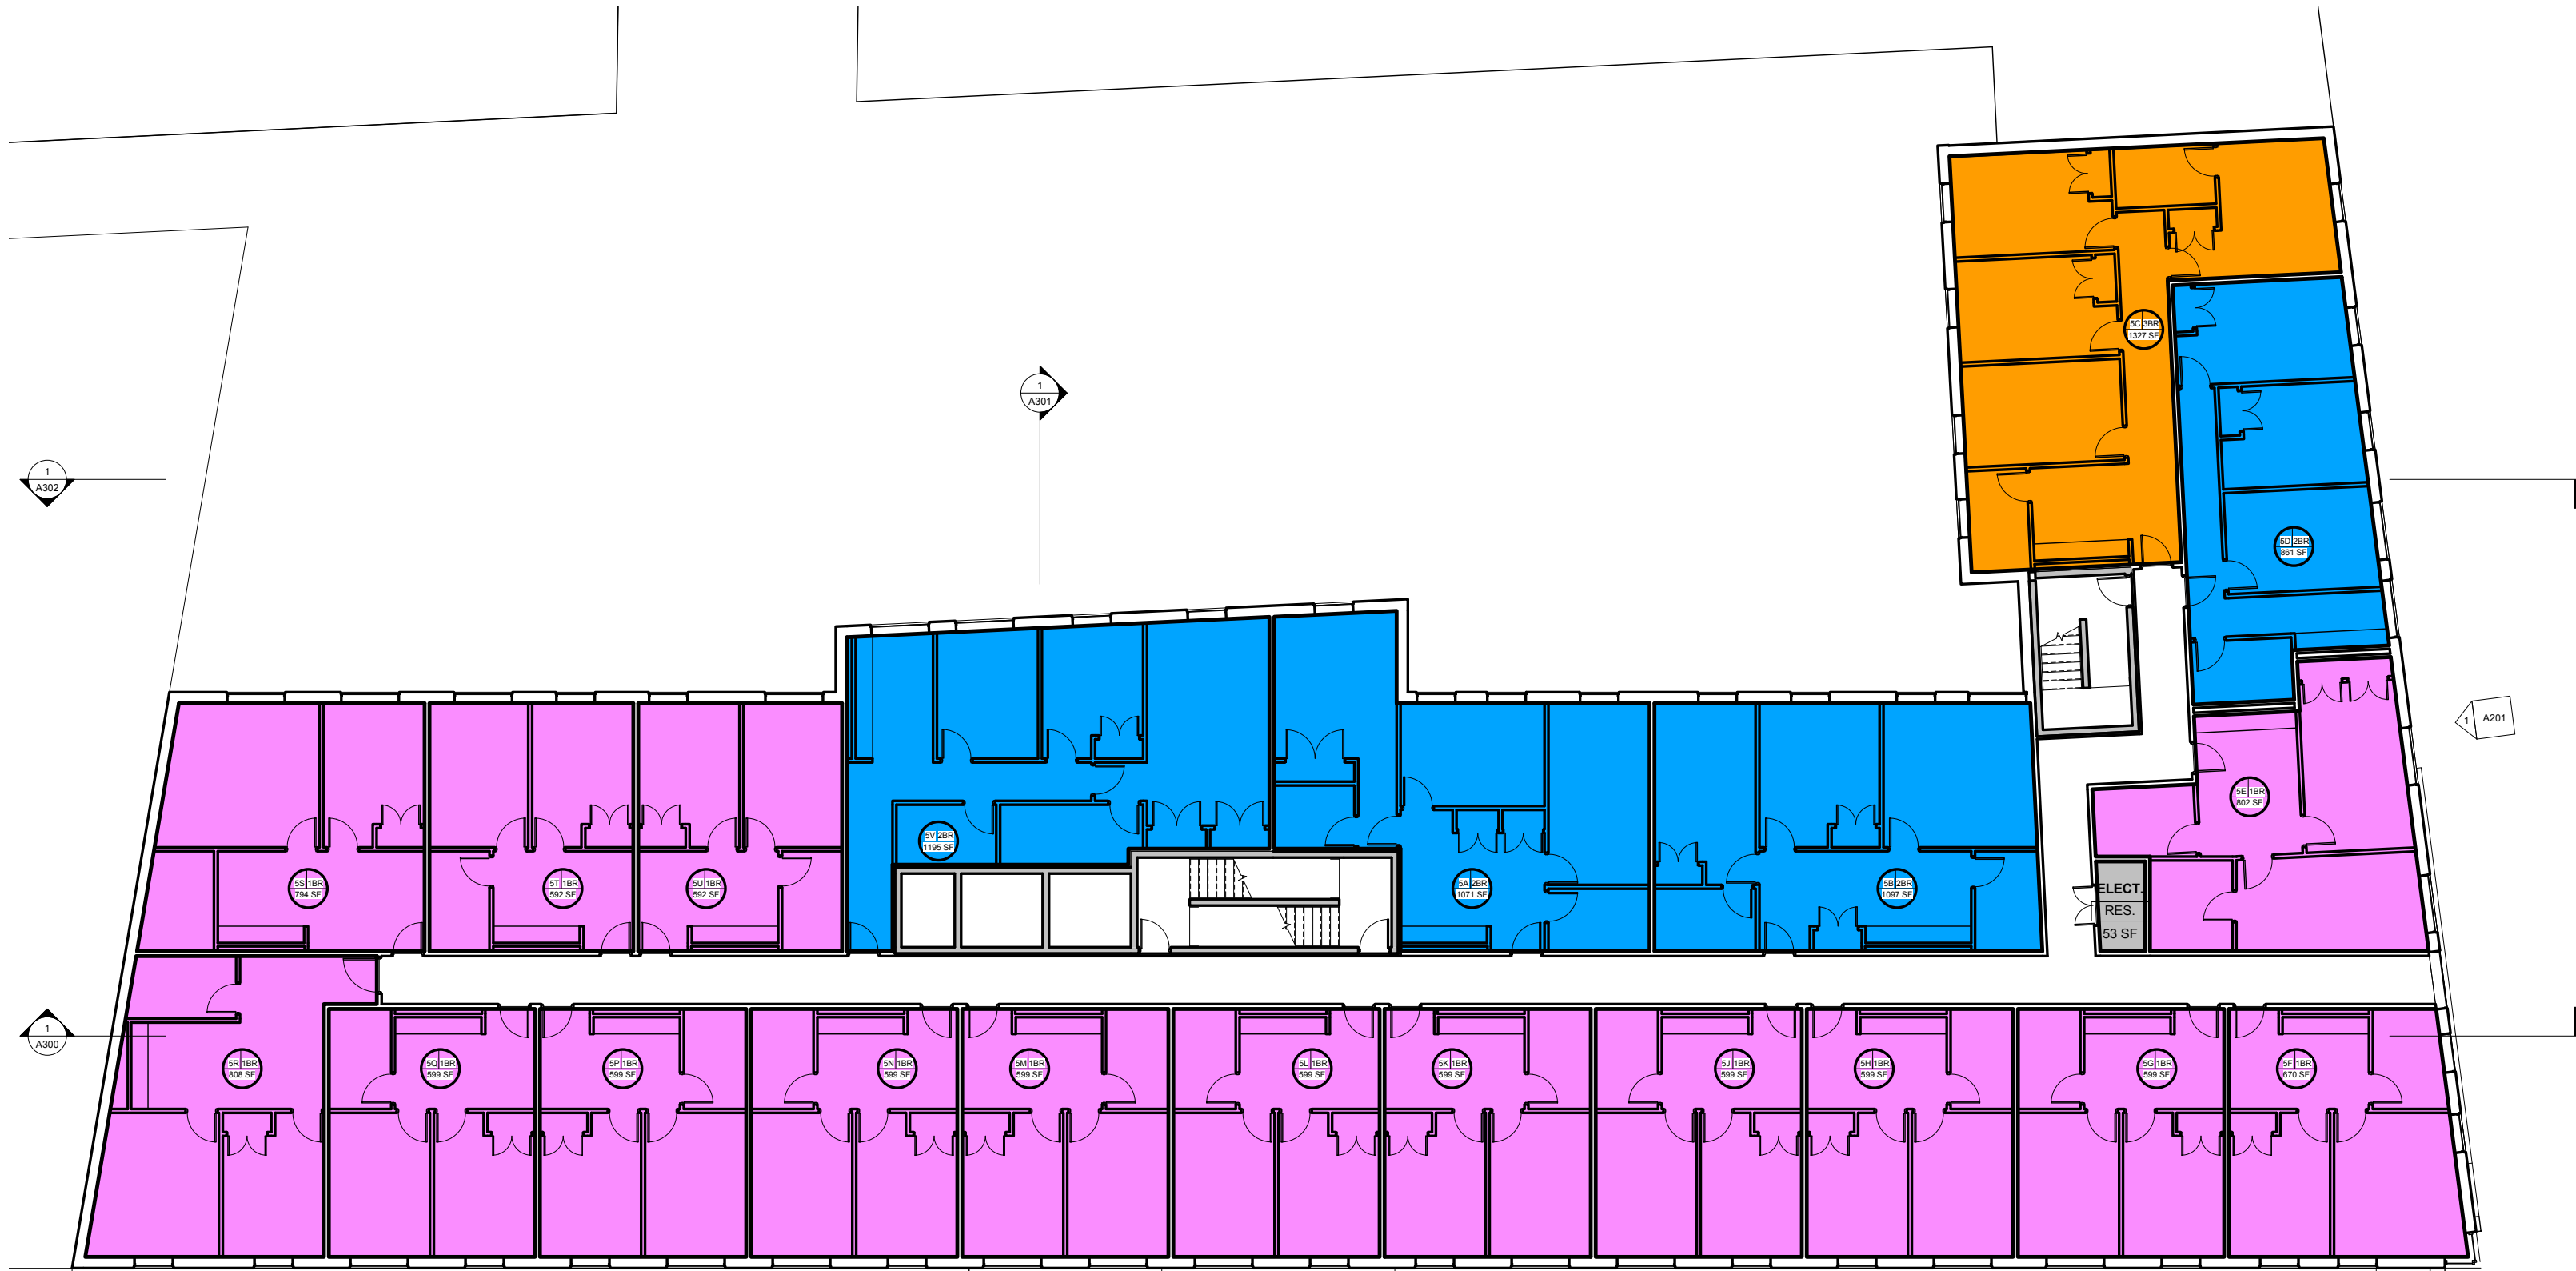 5C 3BR
1327 SF
1
A301
1
A302
5D 2BR
861 SF
1 A201
5E 1BR
802 SF
5V 2BR
1195 SF
5S 1BR
794 SF
5T 1BR
592 SF
5U 1BR
592 SF
5A 2BR
1071 SF
5B 2BR
1097 SF
ELECT.
RES.
53 SF
1
A300
5R 1BR
808 SF
5Q 1BR
599 SF
5P 1BR
599 SF
5N 1BR
599 SF
5M 1BR
599 SF
5L 1BR
599 SF
5K 1BR
599 SF
5J 1BR
599 SF
5H 1BR
599 SF
5G 1BR
599 SF
5F 1BR
670 SF